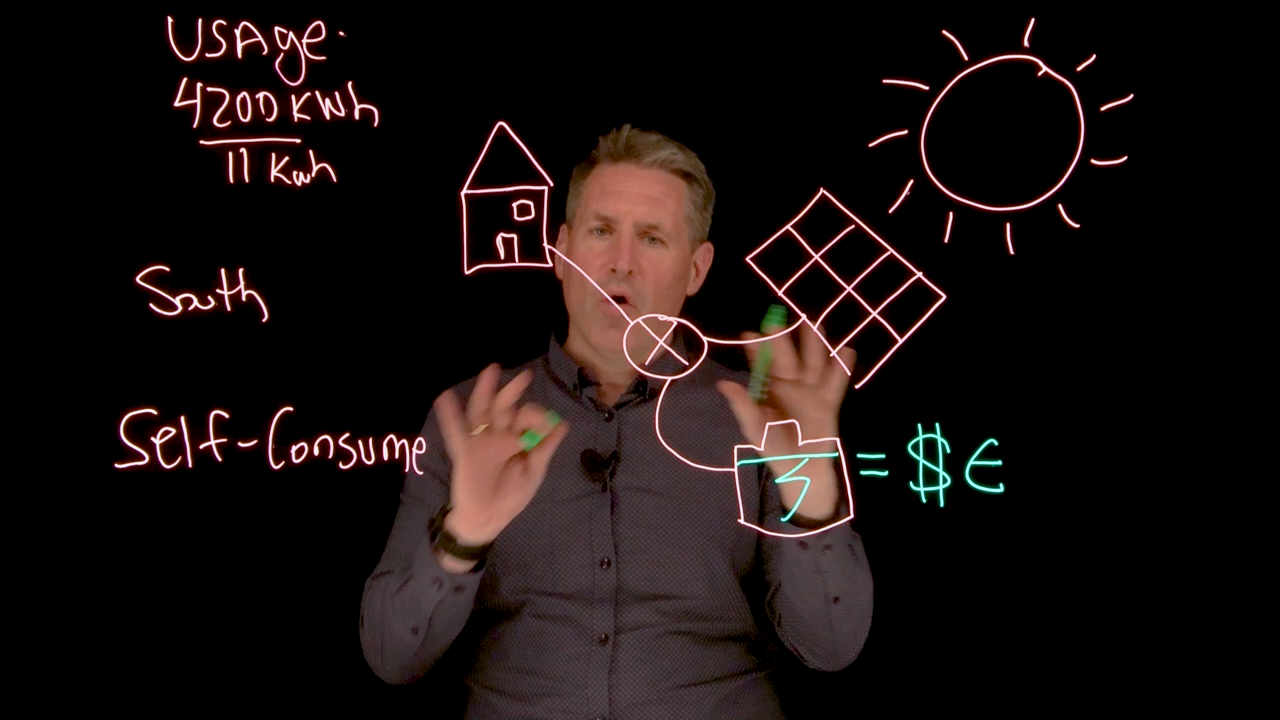 USAge.
4200 KWh
11 Kwh
South
Self-Consume
= $ €